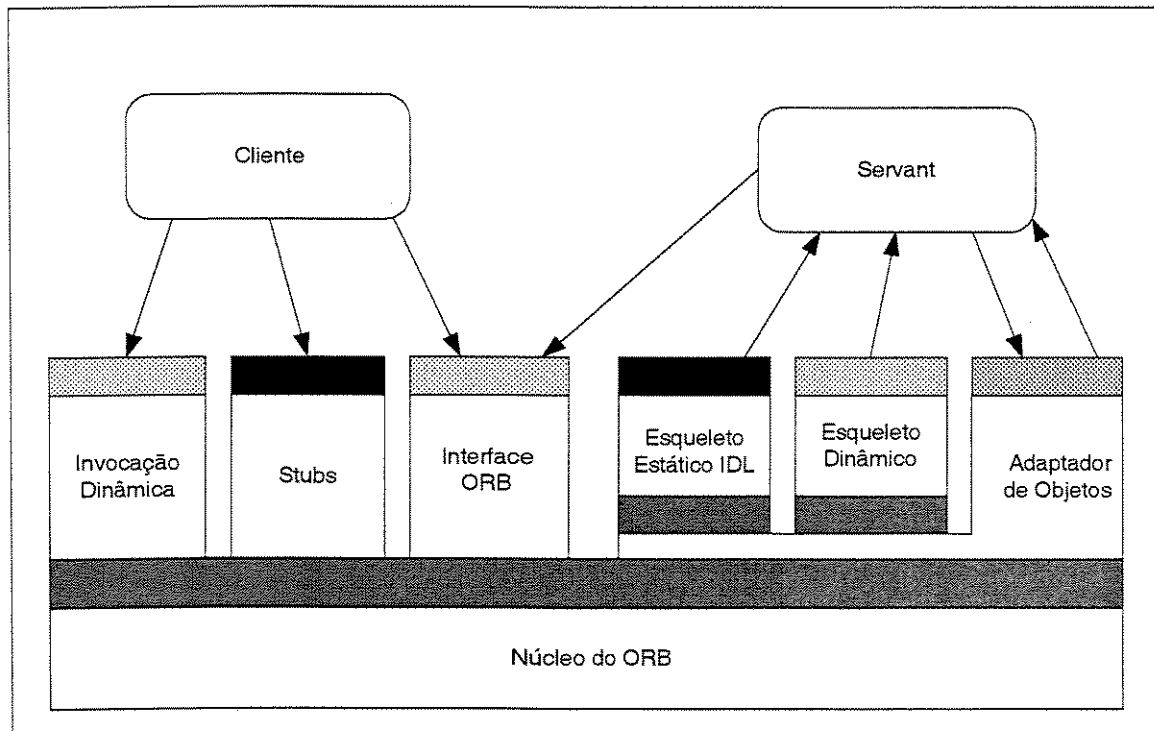 Cliente
Servant
Invocação
Dinâmica
Stubs
Interface
ORB
Esqueleto
Estático IDL
Esqueleto
Dinâmico
Adaptador
de Objetos
Núcleo do ORB